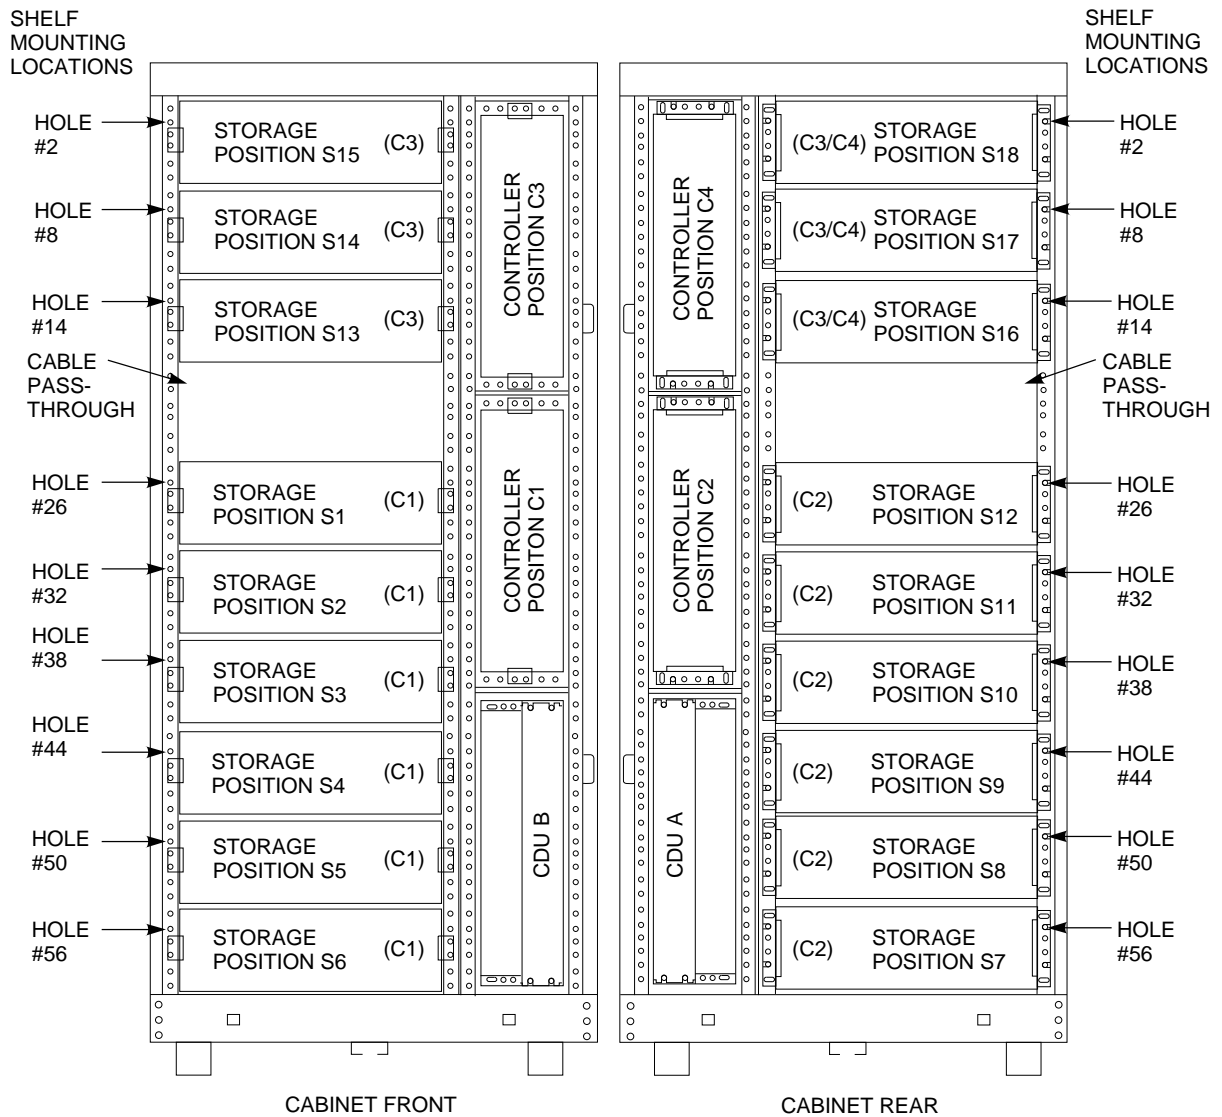 SHELF
MOUNTING
LOCATIONS
SHELF
MOUNTING
LOCATIONS
HOLE
#2
STORAGE
POSITION S15
(C3)
HOLE
#8
STORAGE
POSITION S14
(C3)
HOLE
#14
STORAGE
POSITION S13
(C3)
CABLE
PASS-
THROUGH
HOLE
#26
STORAGE
POSITION S1
(C1)
HOLE
#32
STORAGE
POSITION S2
(C1)
HOLE
#38
STORAGE
POSITION S3
(C1)
HOLE
#44
STORAGE
POSITION S4
(C1)
HOLE
#50
STORAGE
POSITION S5
(C1)
HOLE
#56
STORAGE
POSITION S6
(C1)
CONTROLLER
POSITION C3
CONTROLLER
POSITON C1
CDU B
CONTROLLER
POSITION C4
CONTROLLER
POSITION C2
CDU A
(C3/C4)
STORAGE
POSITION S18
HOLE
#2
(C3/C4)
STORAGE
POSITION S17
HOLE
#8
(C3/C4)
STORAGE
POSITION S16
HOLE
#14
CABLE
PASS-
THROUGH
(C2)
STORAGE
POSITION S12
HOLE
#26
(C2)
STORAGE
POSITION S11
HOLE
#32
(C2)
STORAGE
POSITION S10
HOLE
#38
(C2)
STORAGE
POSITION S9
HOLE
#44
(C2)
STORAGE
POSITION S8
HOLE
#50
(C2)
STORAGE
POSITION S7
HOLE
#56
CABINET FRONT
CABINET REAR